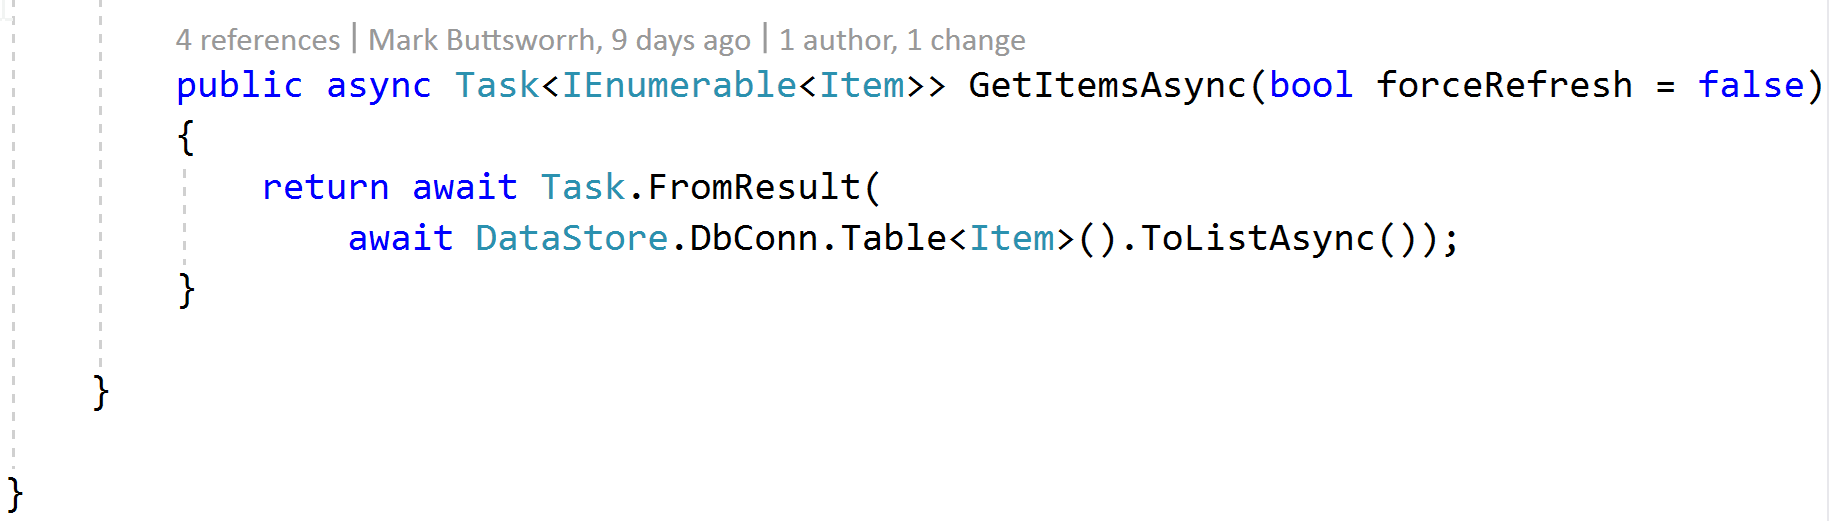 4 references | Mark Buttsworrh, 9 days ago | 1 author, 1 change
public async Task<IEnumerable<Item>> GetItemsAsync(bool forceRefresh = false)
{
return await Task.FromResult(
await DataStore.DbConn.Table<Item>().ToListAsync());
}
}
}